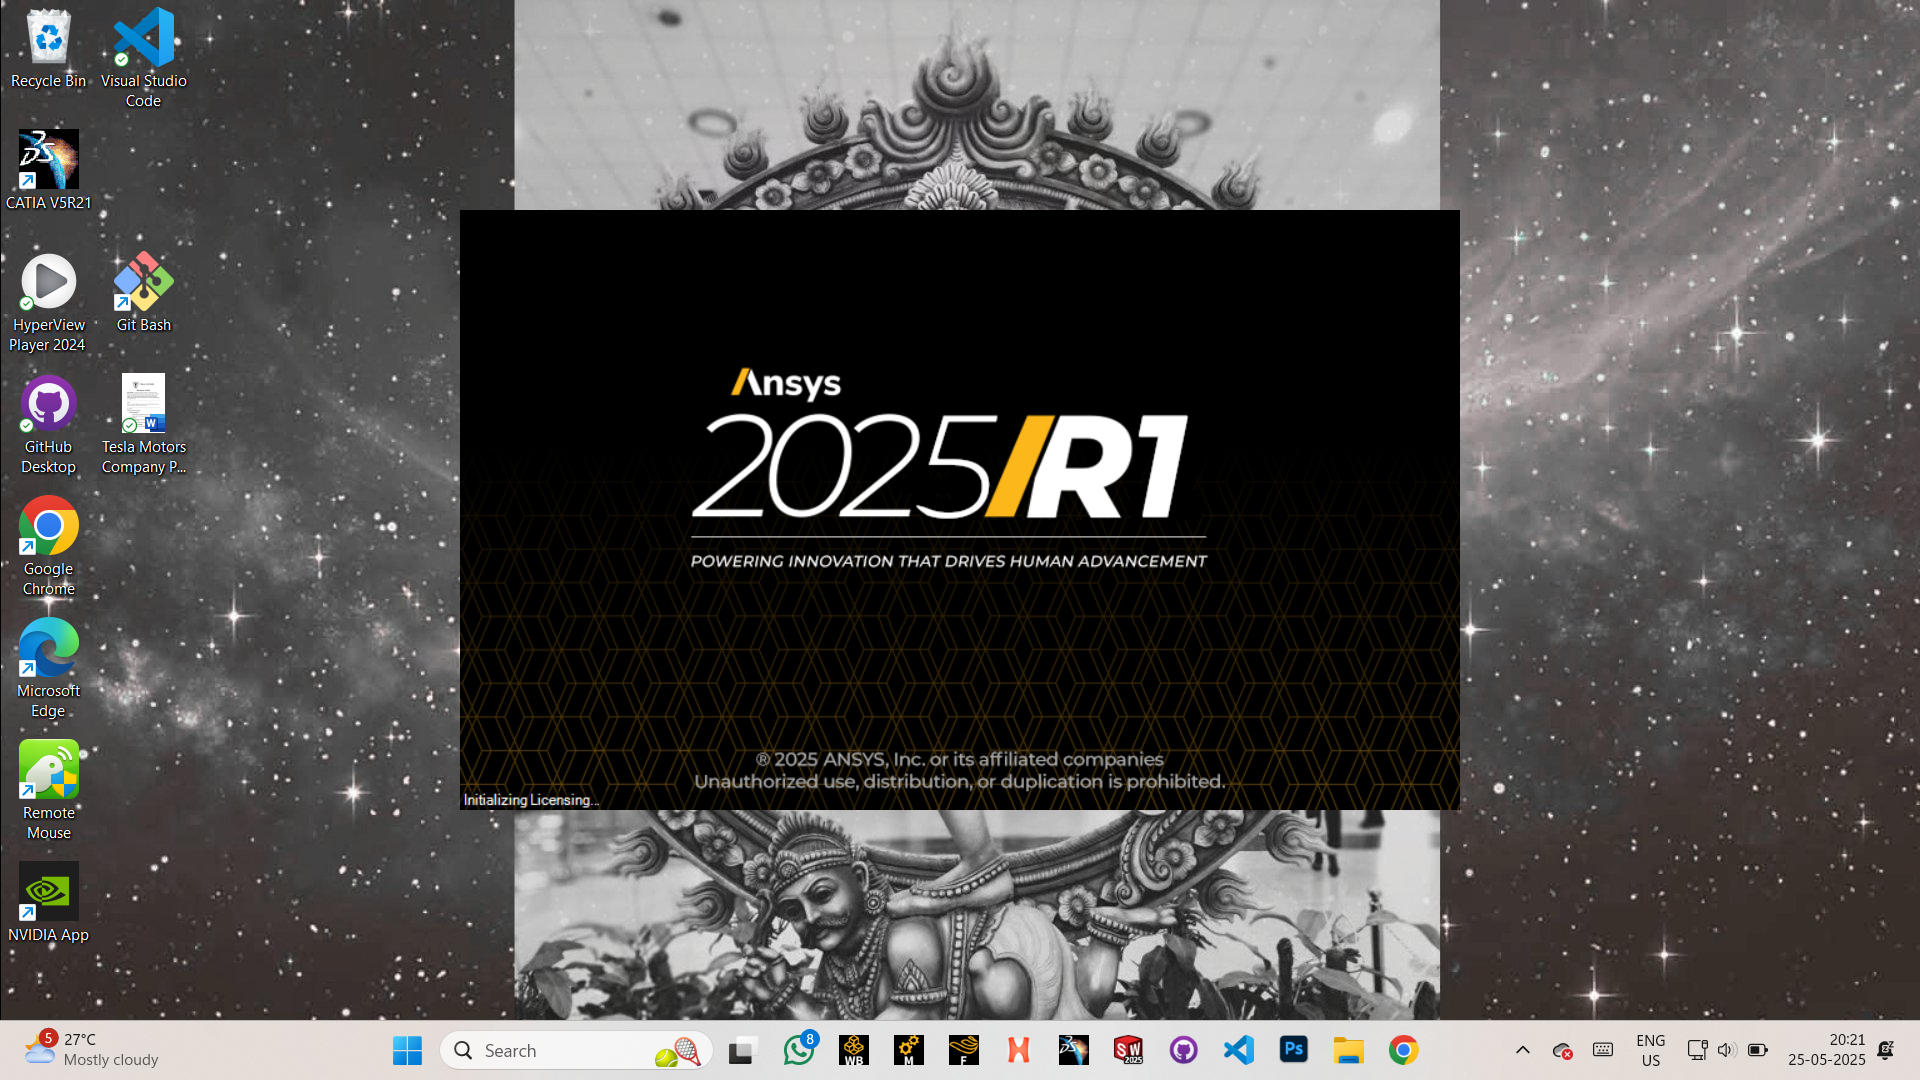 Recycle Bin
Visual Studio
Code
CATIA V5R21
HyperView
Player 2024
Git Bash
GitHub
Desktop
Tesla Motors
Company P...
Google
Chrome
Microsoft
Edge
Remote
Mouse
NVIDIA App
Ansys
2025/R1
POWERING INNOVATION THAT DRIVES HUMAN ADVANCEMENT
® 2025 ANSYS, Inc. or its affiliated companies
Unauthorized use, distribution, or duplication is prohibited.
Initializing Licensing...
5
27°C
Mostly cloudy
Search
8
WB
M
F
SW
2025
Ps
ENG
US
20:21
25-05-2025